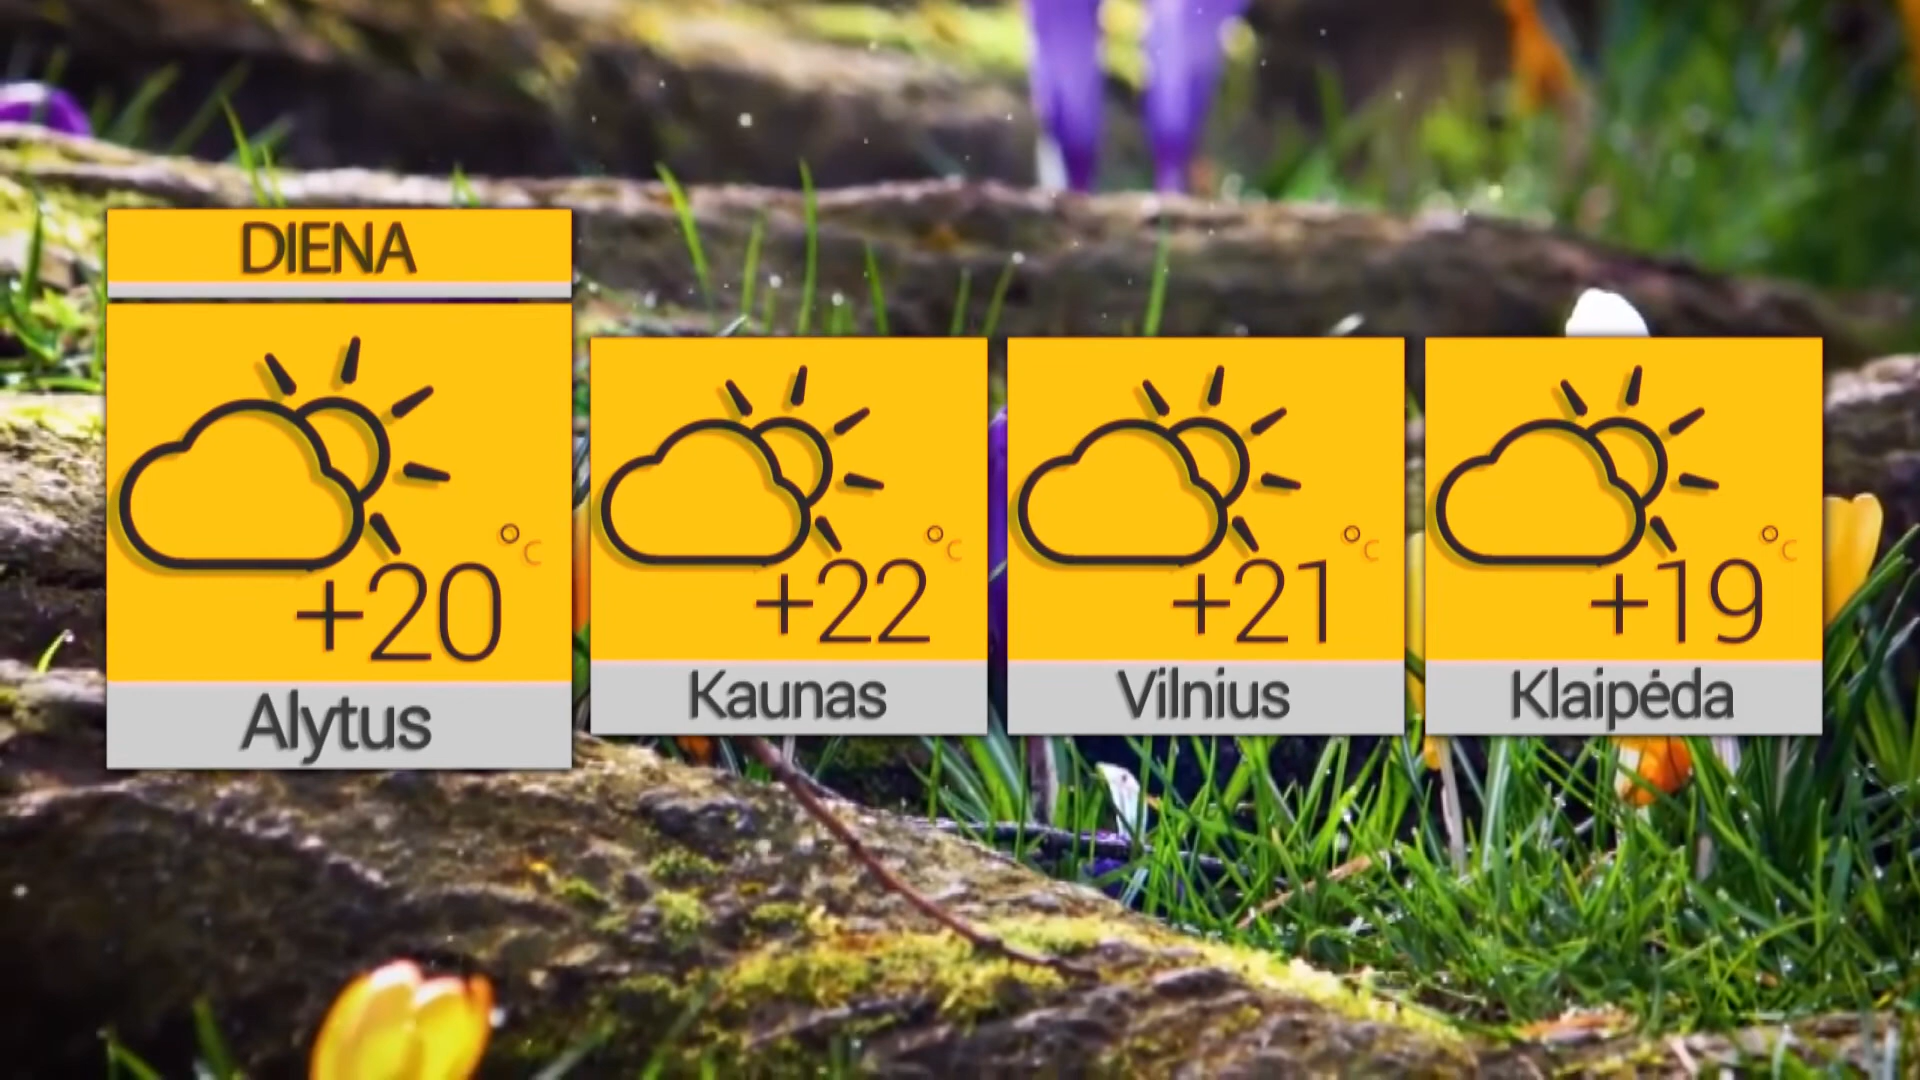 DIENA
°C
+20
Alytus
°C
+22
Kaunas
°C
+21
Vilnius
°C
+19
Klaipėda